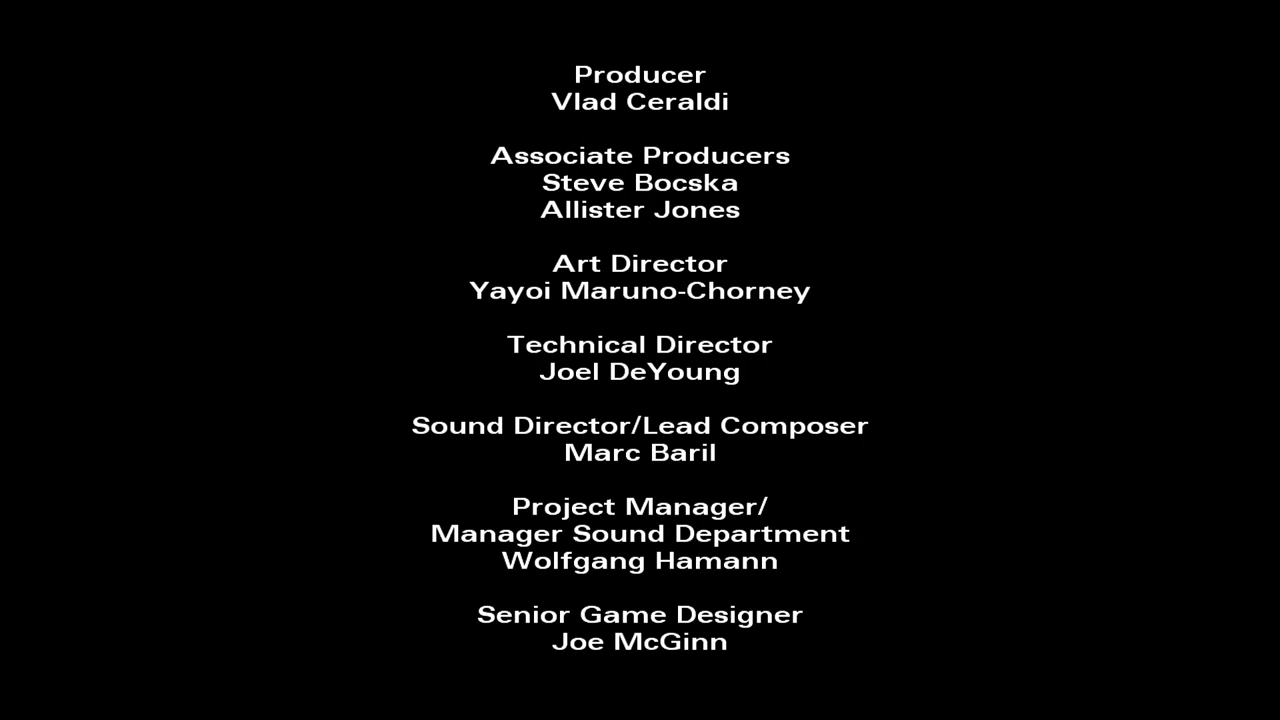 Producer
Vlad Ceraldi
Associate Producers
Steve Bocska
Allister Jones
Art Director
Yayoi Maruno-Chorney
Technical Director
Joel DeYoung
Sound Director/Lead Composer
Marc Baril
Project Manager/
Manager Sound Department
Wolfgang Hamann
Senior Game Designer
Joe McGinn